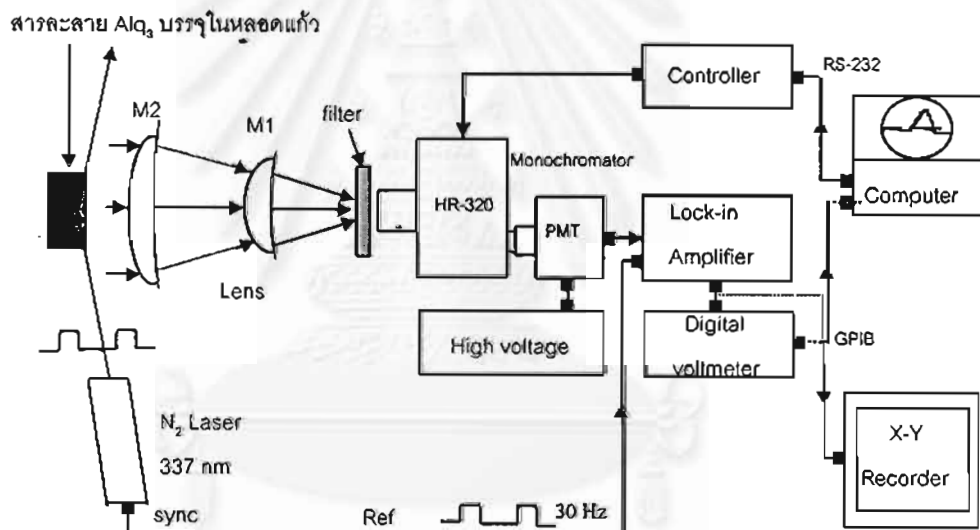 สารละลาย Alq3 บรรจุในหลอดแก้ว
M2
M1
filter
Lens
HR-320
Monochromator
PMT
High voltage
Controller
RS-232
Computer
Lock-in
Amplifier
Digital
voltmeter
GPIB
X-Y
Recorder
N2 Laser
337 nm
sync
Ref
30 Hz